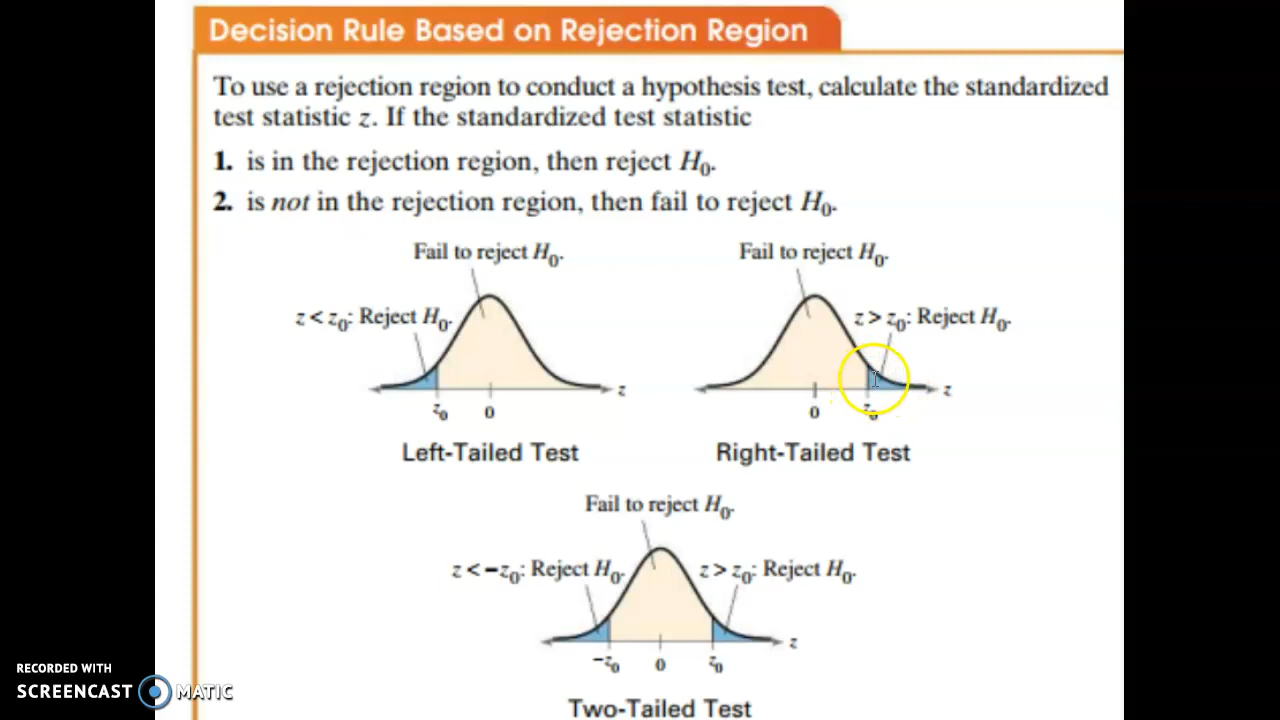 Decision Rule Based on Rejection Region
To use a rejection region to conduct a hypothesis test, calculate the standardized
test statistic z. If the standardized test statistic
1. is in the rejection region, then reject H₀.
2. is not in the rejection region, then fail to reject H₀.
Fail to reject H₀.
z < z₀: Reject H₀.
z₀ 0 z
Left-Tailed Test
Fail to reject H₀.
z > z₀: Reject H₀.
0 z₀ z
Right-Tailed Test
Fail to reject H₀.
z < −z₀: Reject H₀. z > z₀: Reject H₀.
−z₀ 0 z₀ z
Two-Tailed Test
RECORDED WITH
SCREENCAST MATIC